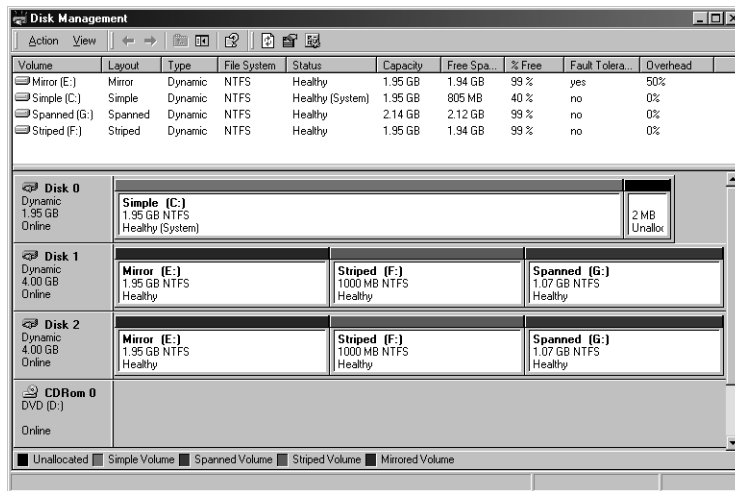 Disk Management
Action View
Volume Layout Type File System Status Capacity Free Spa... % Free Fault Tolera... Overhead
Mirror (E:) Mirror Dynamic NTFS Healthy 1.95 GB 1.94 GB 99 % yes 50%
Simple (C:) Simple Dynamic NTFS Healthy (System) 1.95 GB 805 MB 40 % no 0%
Spanned (G:) Spanned Dynamic NTFS Healthy 2.14 GB 2.12 GB 99 % no 0%
Striped (F:) Striped Dynamic NTFS Healthy 1.95 GB 1.94 GB 99 % no 0%
Disk 0
Dynamic
1.95 GB
Online
Simple (C:)
1.95 GB NTFS
Healthy (System)
2 MB
Unalloc
Disk 1
Dynamic
4.00 GB
Online
Mirror (E:)
1.95 GB NTFS
Healthy
Striped (F:)
1000 MB NTFS
Healthy
Spanned (G:)
1.07 GB NTFS
Healthy
Disk 2
Dynamic
4.00 GB
Online
Mirror (E:)
1.95 GB NTFS
Healthy
Striped (F:)
1000 MB NTFS
Healthy
Spanned (G:)
1.07 GB NTFS
Healthy
CDRom 0
DVD (D:)
Online
Unallocated Simple Volume Spanned Volume Striped Volume Mirrored Volume